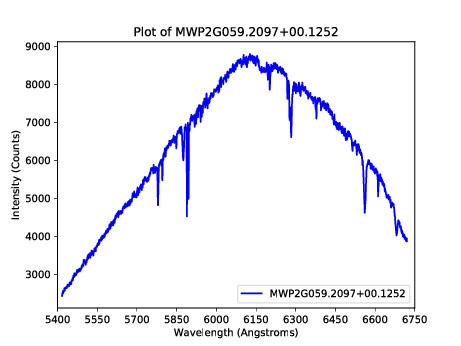 Plot of MWP2G059.2097+00.1252
9000
8000
7000
6000
5000
4000
3000
Intensity (Counts)
5400 5550 5700 5850 6000 6150 6300 6450 6600 6750
Wavelength (Angstroms)
MWP2G059.2097+00.1252